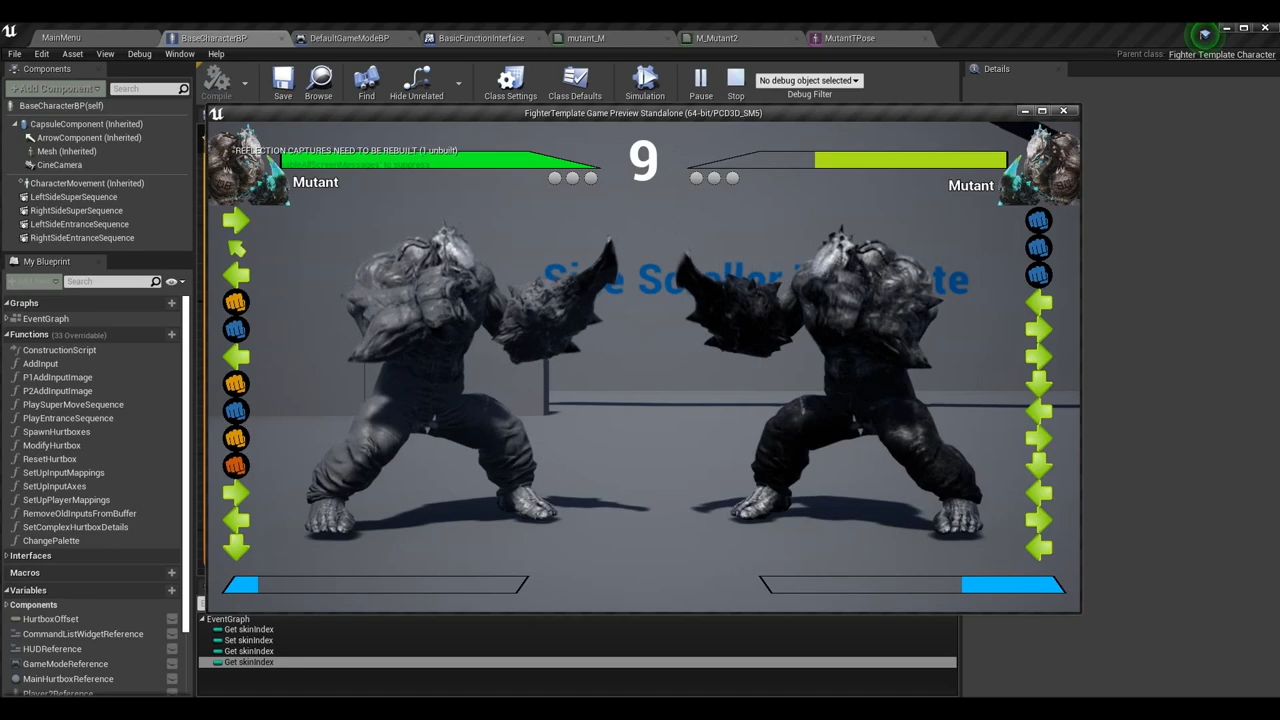 MainMenu
BaseCharacterBP
DefaultGameModeBP
BasicFunctionInterface
mutant_M
M_Mutant2
MutantTPose
File Edit Asset View Debug Window Help
Parent class: Fighter Template Character
Components
+ Add Component
Search
Compile
Save
Browse
Find
Hide Unrelated
Class Settings
Class Defaults
Simulation
Pause
Stop
No debug object selected
Debug Filter
Details
BaseCharacterBP(self)
CapsuleComponent (Inherited)
ArrowComponent (Inherited)
Mesh (Inherited)
CineCamera
CharacterMovement (Inherited)
LeftSideSuperSequence
RightSideSuperSequence
LeftSideEntranceSequence
RightSideEntranceSequence
My Blueprint
Search
Graphs
EventGraph
Functions (33 Overridable)
ConstructionScript
AddInput
P1AddInputImage
P2AddInputImage
PlaySuperMoveSequence
PlayEntranceSequence
SpawnHurtboxes
ModifyHurtbox
ResetHurtbox
SetUpInputMappings
SetUpInputAxes
SetUpPlayerMappings
RemoveOldInputsFromBuffer
SetComplexHurtboxDetails
ChangePalette
Interfaces
Macros
Variables
Components
HurtboxOffset
CommandListWidgetReference
HUDReference
GameModeReference
MainHurtboxReference
Player2Reference
FighterTemplate Game Preview Standalone (64-bit/PCD3D_SM5)
REFLECTION CAPTURES NEED TO BE REBUILT (1 unbuilt)
9
Mutant
Mutant
EventGraph
Get skinIndex
Set skinIndex
Get skinIndex
Get skinIndex